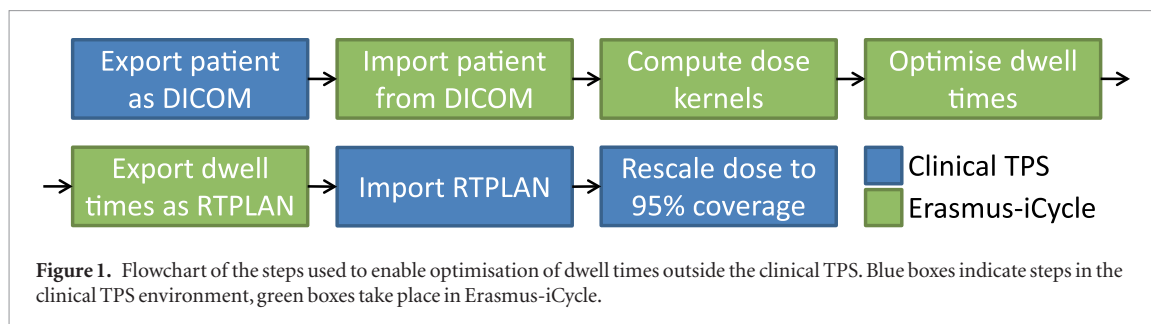 Export patient
as DICOM
Import patient
from DICOM
Compute dose
kernels
Optimise dwell
times
Export dwell
times as RTPLAN
Import RTPLAN
Rescale dose to
95% coverage
Clinical TPS
Erasmus-iCycle
Figure 1. Flowchart of the steps used to enable optimisation of dwell times outside the clinical TPS. Blue boxes indicate steps in the
clinical TPS environment, green boxes take place in Erasmus-iCycle.